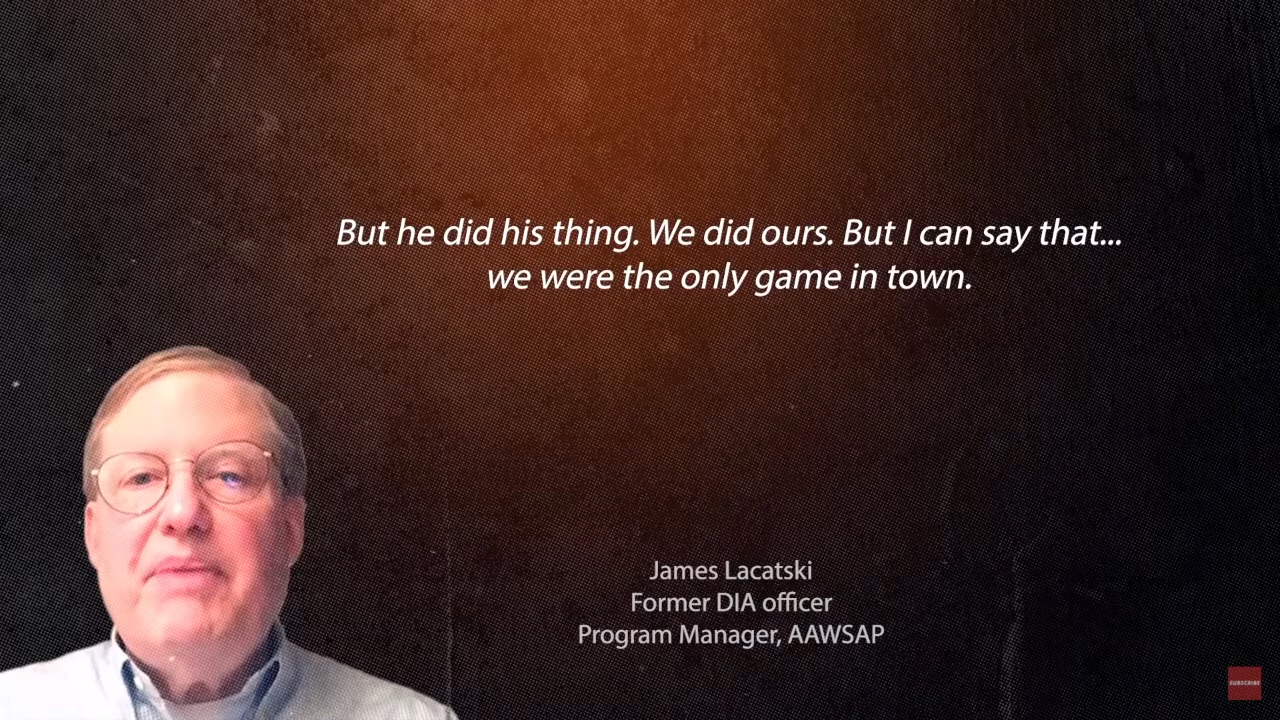 But he did his thing. We did ours. But I can say that...
we were the only game in town.
James Lacatski
Former DIA officer
Program Manager, AAWSAP
SUBSCRIBE